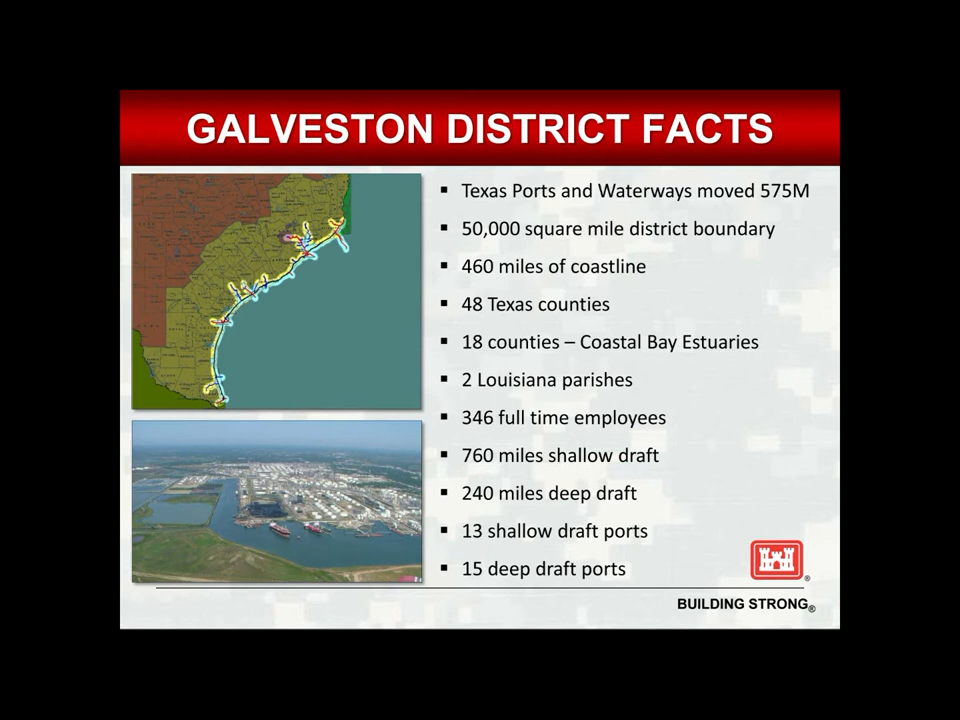 GALVESTON DISTRICT FACTS
▪ Texas Ports and Waterways moved 575M
▪ 50,000 square mile district boundary
▪ 460 miles of coastline
▪ 48 Texas counties
▪ 18 counties – Coastal Bay Estuaries
▪ 2 Louisiana parishes
▪ 346 full time employees
▪ 760 miles shallow draft
▪ 240 miles deep draft
▪ 13 shallow draft ports
▪ 15 deep draft ports
®
BUILDING STRONG®